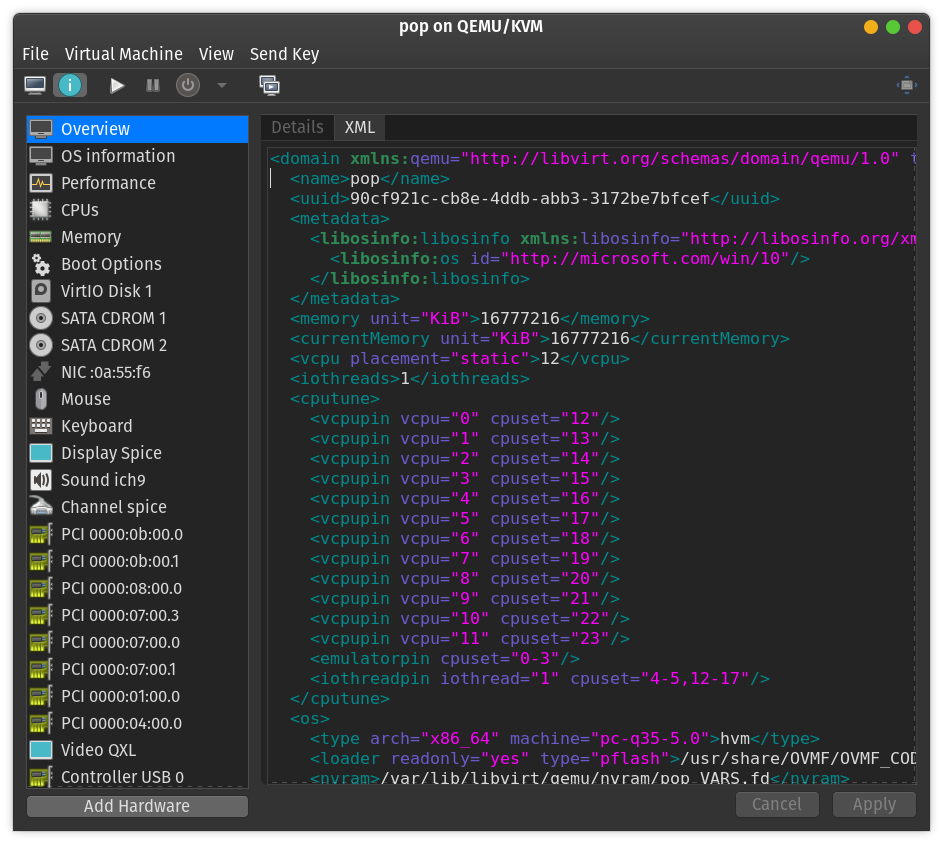 pop on QEMU/KVM
File Virtual Machine View Send Key
Details XML
Overview
OS information
Performance
CPUs
Memory
Boot Options
VirtIO Disk 1
SATA CDROM 1
SATA CDROM 2
NIC :0a:55:f6
Mouse
Keyboard
Display Spice
Sound ich9
Channel spice
PCI 0000:0b:00.0
PCI 0000:0b:00.1
PCI 0000:08:00.0
PCI 0000:07:00.3
PCI 0000:07:00.0
PCI 0000:07:00.1
PCI 0000:01:00.0
PCI 0000:04:00.0
Video QXL
Controller USB 0
Add Hardware
<domain xmlns:qemu="http://libvirt.org/schemas/domain/qemu/1.0" t
<name>pop</name>
<uuid>90cf921c-cb8e-4ddb-abb3-3172be7bfcef</uuid>
<metadata>
<libosinfo:libosinfo xmlns:libosinfo="http://libosinfo.org/xm
<libosinfo:os id="http://microsoft.com/win/10"/>
</libosinfo:libosinfo>
</metadata>
<memory unit="KiB">16777216</memory>
<currentMemory unit="KiB">16777216</currentMemory>
<vcpu placement="static">12</vcpu>
<iothreads>1</iothreads>
<cputune>
<vcpupin vcpu="0" cpuset="12"/>
<vcpupin vcpu="1" cpuset="13"/>
<vcpupin vcpu="2" cpuset="14"/>
<vcpupin vcpu="3" cpuset="15"/>
<vcpupin vcpu="4" cpuset="16"/>
<vcpupin vcpu="5" cpuset="17"/>
<vcpupin vcpu="6" cpuset="18"/>
<vcpupin vcpu="7" cpuset="19"/>
<vcpupin vcpu="8" cpuset="20"/>
<vcpupin vcpu="9" cpuset="21"/>
<vcpupin vcpu="10" cpuset="22"/>
<vcpupin vcpu="11" cpuset="23"/>
<emulatorpin cpuset="0-3"/>
<iothreadpin iothread="1" cpuset="4-5,12-17"/>
</cputune>
<os>
<type arch="x86_64" machine="pc-q35-5.0">hvm</type>
<loader readonly="yes" type="pflash">/usr/share/OVMF/OVMF_COD
<nvram>/var/lib/libvirt/qemu/nvram/pop_VARS.fd</nvram>
Cancel Apply